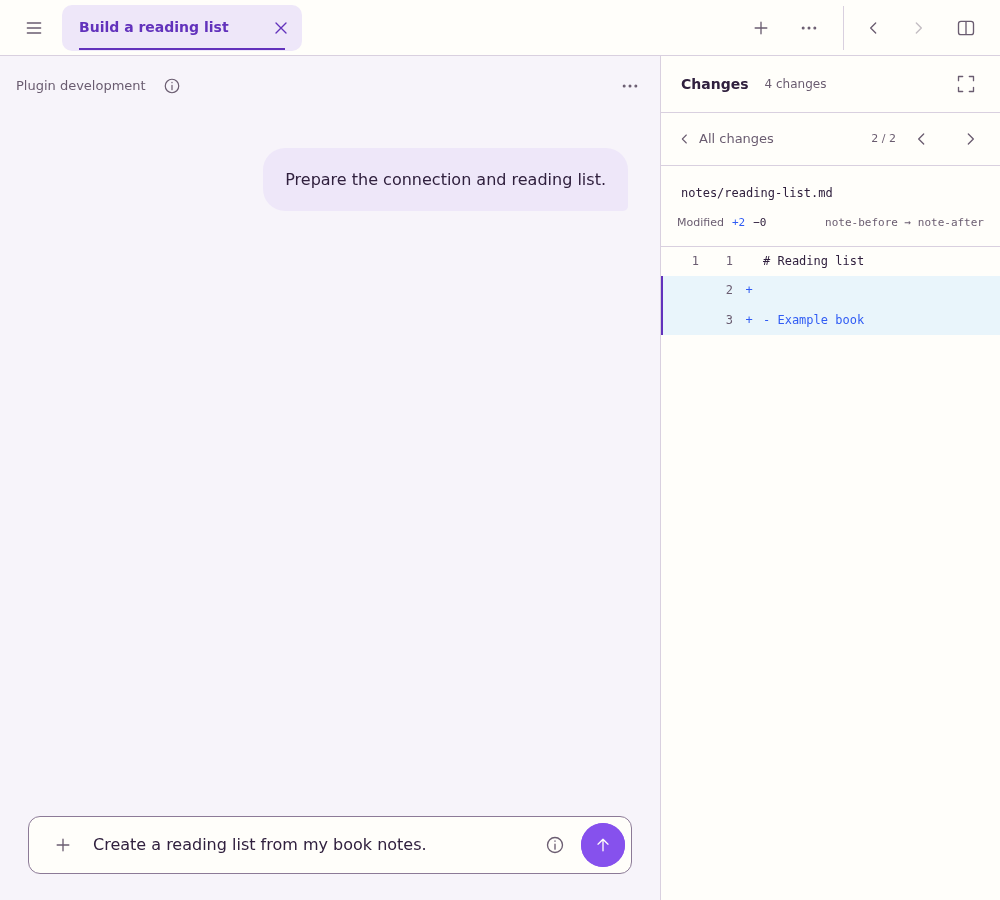 Build a reading list
Plugin development
Prepare the connection and reading list.
Create a reading list from my book notes.
Changes 4 changes
All changes 2 / 2
notes/reading-list.md
Modified +2 −0 note-before → note-after
1 1 # Reading list
2 +
3 + - Example book